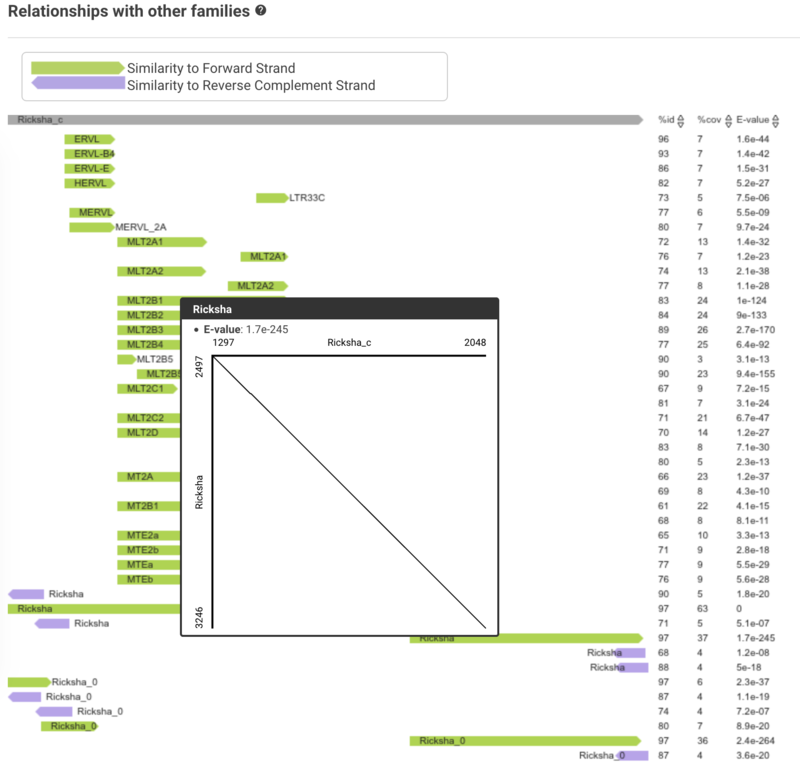 Relationships with other families ?
Similarity to Forward Strand
Similarity to Reverse Complement Strand
Ricksha_c %id %cov E-value
ERVL 96 7 1.6e-44
ERVL-B4 93 7 1.4e-42
ERVL-E 86 7 1.5e-31
HERVL 82 7 5.2e-27
LTR33C 73 5 7.5e-06
MERVL 77 6 5.5e-09
MERVL_2A 80 7 9.7e-24
MLT2A1 72 13 1.4e-32
MLT2A1 76 7 1.2e-23
MLT2A2 74 13 2.1e-38
MLT2A2 77 8 1.1e-28
MLT2B1 83 24 1e-124
MLT2B2 84 24 9e-133
MLT2B3 89 26 2.7e-170
MLT2B4 77 25 6.4e-92
MLT2B5 90 3 3.1e-13
MLT2B5 90 23 9.4e-155
MLT2C1 67 9 7.2e-15
81 7 3.1e-24
MLT2C2 71 21 6.7e-47
MLT2D 70 14 1.2e-27
83 8 7.1e-30
80 5 2.3e-13
MT2A 66 23 1.2e-37
69 8 4.3e-10
MT2B1 61 22 4.1e-15
68 8 8.1e-11
MTE2a 65 10 3.3e-13
MTE2b 71 9 2.8e-18
MTEa 77 9 5.5e-29
MTEb 76 9 5.6e-28
Ricksha 90 5 1.8e-20
Ricksha 97 63 0
Ricksha 71 5 5.1e-07
Ricksha 97 37 1.7e-245
Ricksha 68 4 1.2e-08
Ricksha 88 4 5e-18
Ricksha_0 97 6 2.3e-37
Ricksha_0 87 4 1.1e-19
Ricksha_0 74 4 7.2e-07
Ricksha_0 80 7 8.9e-20
Ricksha_0 97 36 2.4e-264
Ricksha_0 87 4 3.6e-20
Ricksha
• E-value: 1.7e-245
1297 Ricksha_c 2048
2497
Ricksha
3246